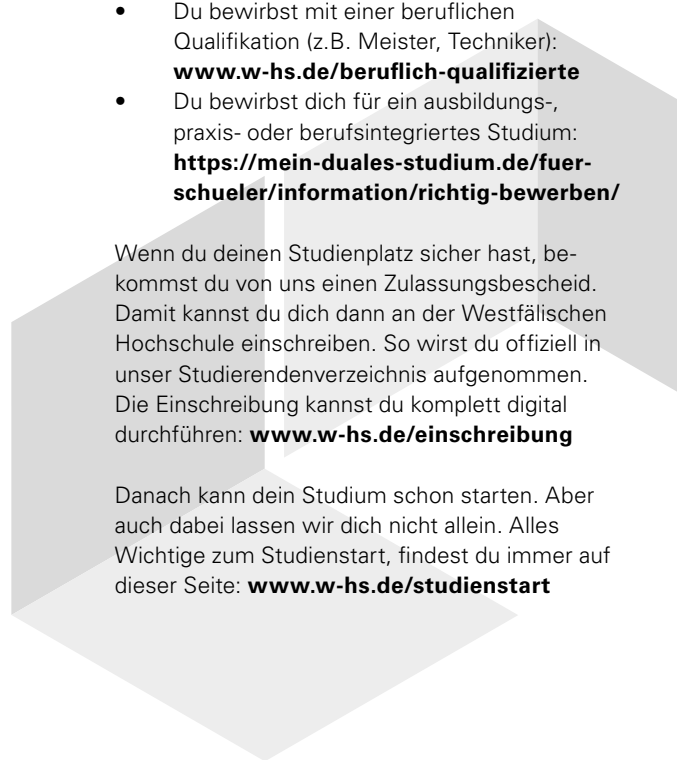 • Du bewirbst mit einer beruflichen
Qualifikation (z.B. Meister, Techniker):
www.w-hs.de/beruflich-qualifizierte
• Du bewirbst dich für ein ausbildungs-,
praxis- oder berufsintegriertes Studium:
https://mein-duales-studium.de/fuer-
schueler/information/richtig-bewerben/
Wenn du deinen Studienplatz sicher hast, be-
kommst du von uns einen Zulassungsbescheid.
Damit kannst du dich dann an der Westfälischen
Hochschule einschreiben. So wirst du offiziell in
unser Studierendenverzeichnis aufgenommen.
Die Einschreibung kannst du komplett digital
durchführen: www.w-hs.de/einschreibung
Danach kann dein Studium schon starten. Aber
auch dabei lassen wir dich nicht allein. Alles
Wichtige zum Studienstart, findest du immer auf
dieser Seite: www.w-hs.de/studienstart